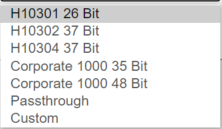 H10301 26 Bit
H10302 37 Bit
H10304 37 Bit
Corporate 1000 35 Bit
Corporate 1000 48 Bit
Passthrough
Custom